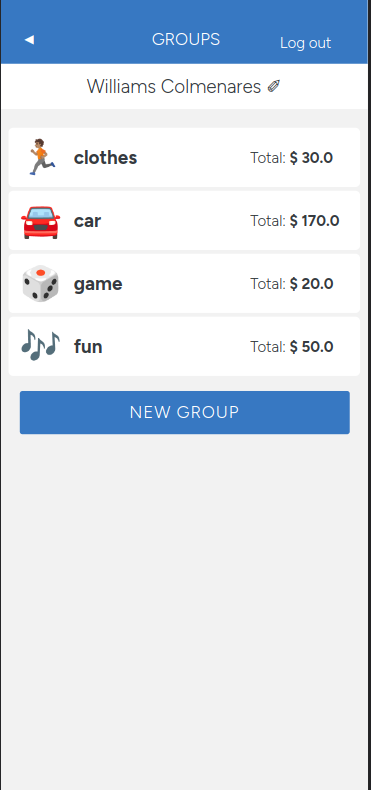 ◄ GROUPS Log out
Williams Colmenares ✐
clothes Total: $ 30.0
car Total: $ 170.0
game Total: $ 20.0
fun Total: $ 50.0
NEW GROUP